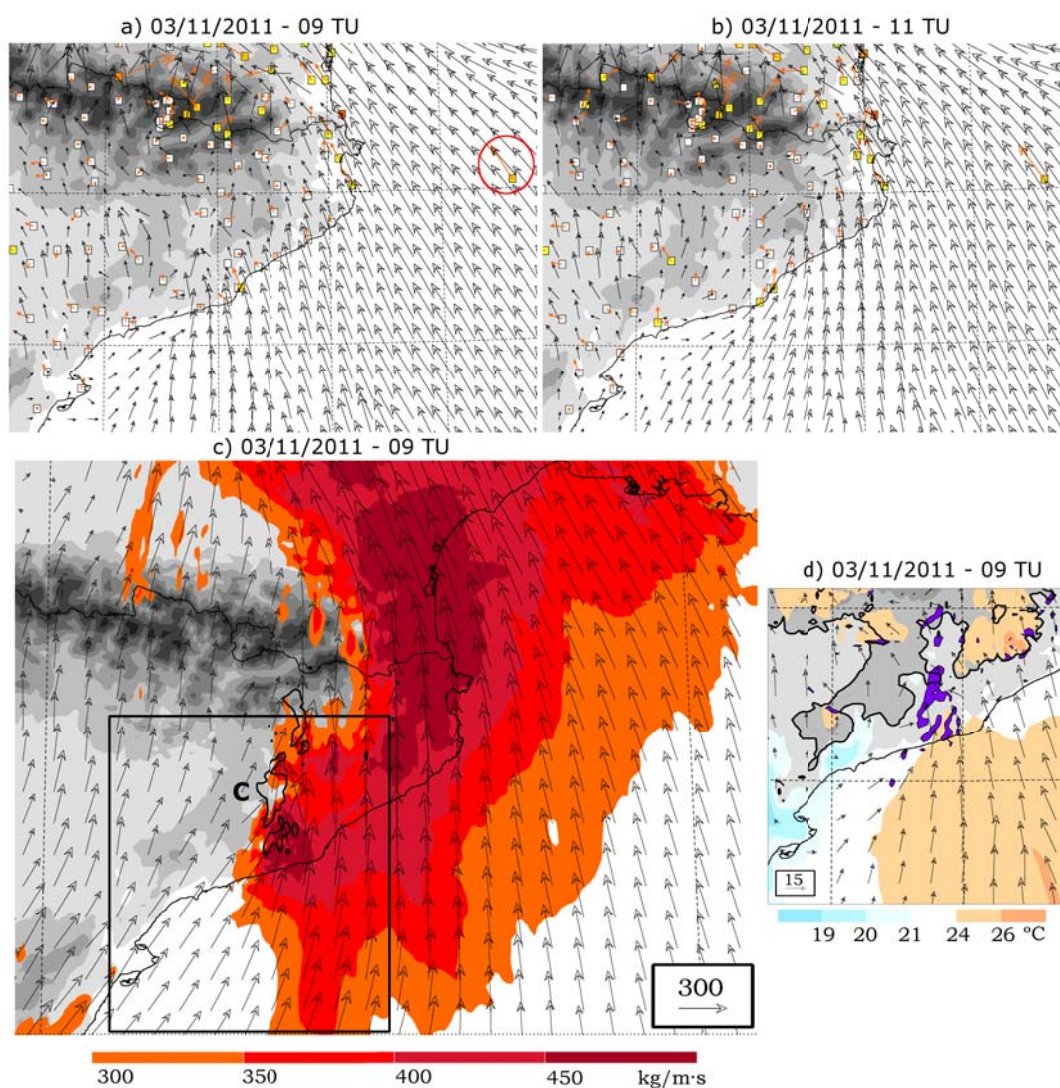 a) 03/11/2011 - 09 TU
b) 03/11/2011 - 11 TU
c) 03/11/2011 - 09 TU
C
300
300 350 400 450 kg/m·s
d) 03/11/2011 - 09 TU
15
19 20 21 24 26 ºC